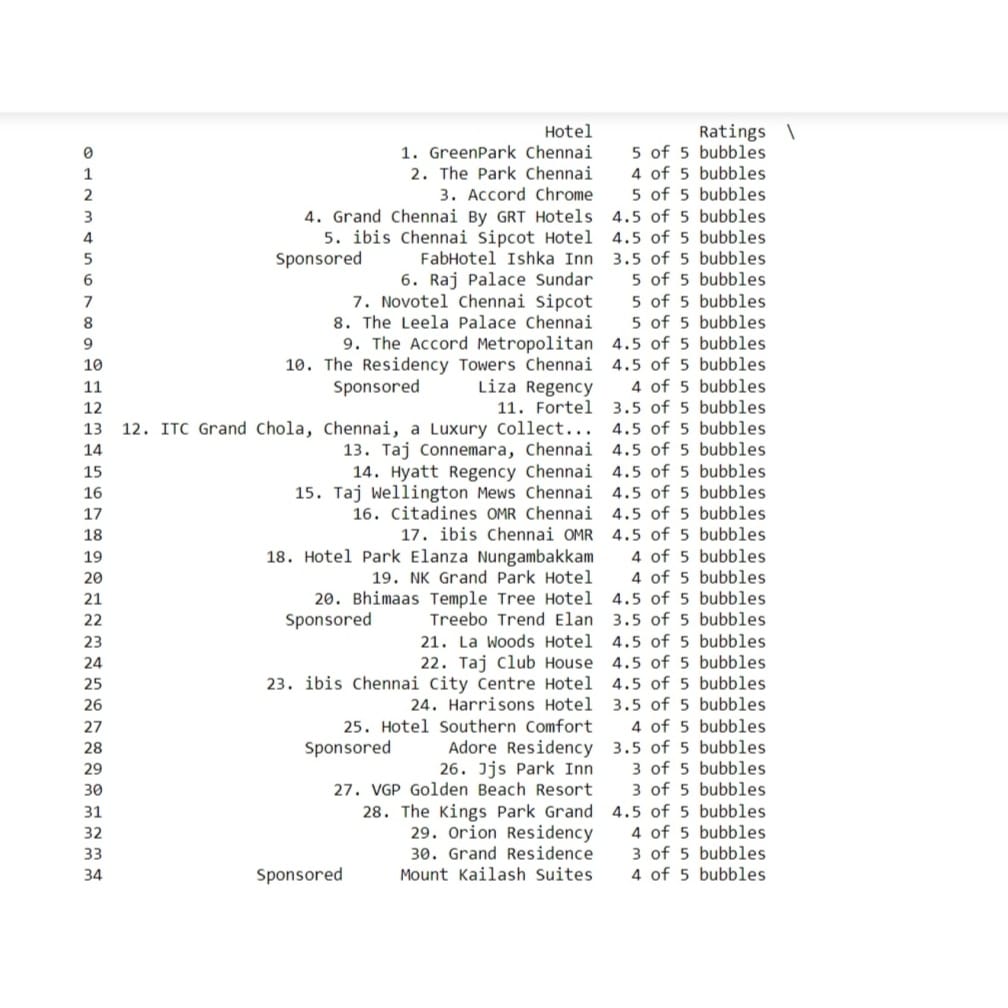 Hotel Ratings \
0 1. GreenPark Chennai 5 of 5 bubbles
1 2. The Park Chennai 4 of 5 bubbles
2 3. Accord Chrome 5 of 5 bubbles
3 4. Grand Chennai By GRT Hotels 4.5 of 5 bubbles
4 5. ibis Chennai Sipcot Hotel 4.5 of 5 bubbles
5 Sponsored FabHotel Ishka Inn 3.5 of 5 bubbles
6 6. Raj Palace Sundar 5 of 5 bubbles
7 7. Novotel Chennai Sipcot 5 of 5 bubbles
8 8. The Leela Palace Chennai 5 of 5 bubbles
9 9. The Accord Metropolitan 4.5 of 5 bubbles
10 10. The Residency Towers Chennai 4.5 of 5 bubbles
11 Sponsored Liza Regency 4 of 5 bubbles
12 11. Fortel 3.5 of 5 bubbles
13 12. ITC Grand Chola, Chennai, a Luxury Collect... 4.5 of 5 bubbles
14 13. Taj Connemara, Chennai 4.5 of 5 bubbles
15 14. Hyatt Regency Chennai 4.5 of 5 bubbles
16 15. Taj Wellington Mews Chennai 4.5 of 5 bubbles
17 16. Citadines OMR Chennai 4.5 of 5 bubbles
18 17. ibis Chennai OMR 4.5 of 5 bubbles
19 18. Hotel Park Elanza Nungambakkam 4 of 5 bubbles
20 19. NK Grand Park Hotel 4 of 5 bubbles
21 20. Bhimaas Temple Tree Hotel 4.5 of 5 bubbles
22 Sponsored Treebo Trend Elan 3.5 of 5 bubbles
23 21. La Woods Hotel 4.5 of 5 bubbles
24 22. Taj Club House 4.5 of 5 bubbles
25 23. ibis Chennai City Centre Hotel 4.5 of 5 bubbles
26 24. Harrisons Hotel 3.5 of 5 bubbles
27 25. Hotel Southern Comfort 4 of 5 bubbles
28 Sponsored Adore Residency 3.5 of 5 bubbles
29 26. Jjs Park Inn 3 of 5 bubbles
30 27. VGP Golden Beach Resort 3 of 5 bubbles
31 28. The Kings Park Grand 4.5 of 5 bubbles
32 29. Orion Residency 4 of 5 bubbles
33 30. Grand Residence 3 of 5 bubbles
34 Sponsored Mount Kailash Suites 4 of 5 bubbles